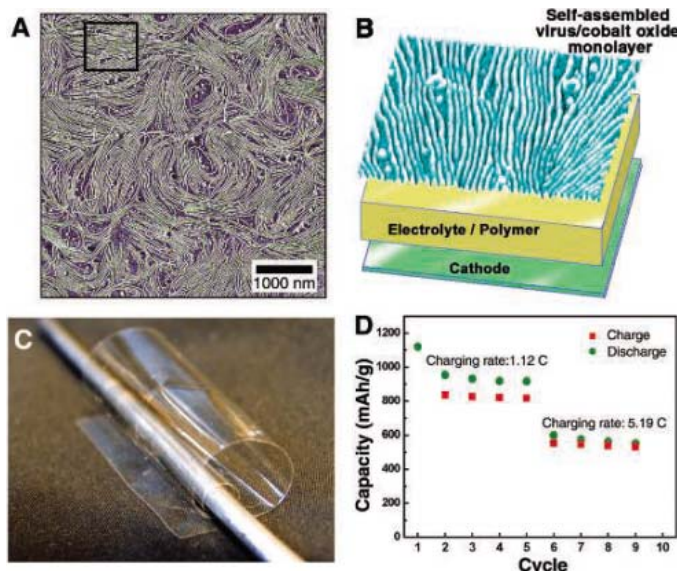 A
1000 nm
B
Self-assembled
virus/cobalt oxide
monolayer
Electrolyte / Polymer
Cathode
C
D
Capacity (mAh/g)
1200
1000
800
600
400
200
0
Charge
Discharge
Charging rate:1.12 C
Charging rate: 5.19 C
1 2 3 4 5 6 7 8 9 10
Cycle